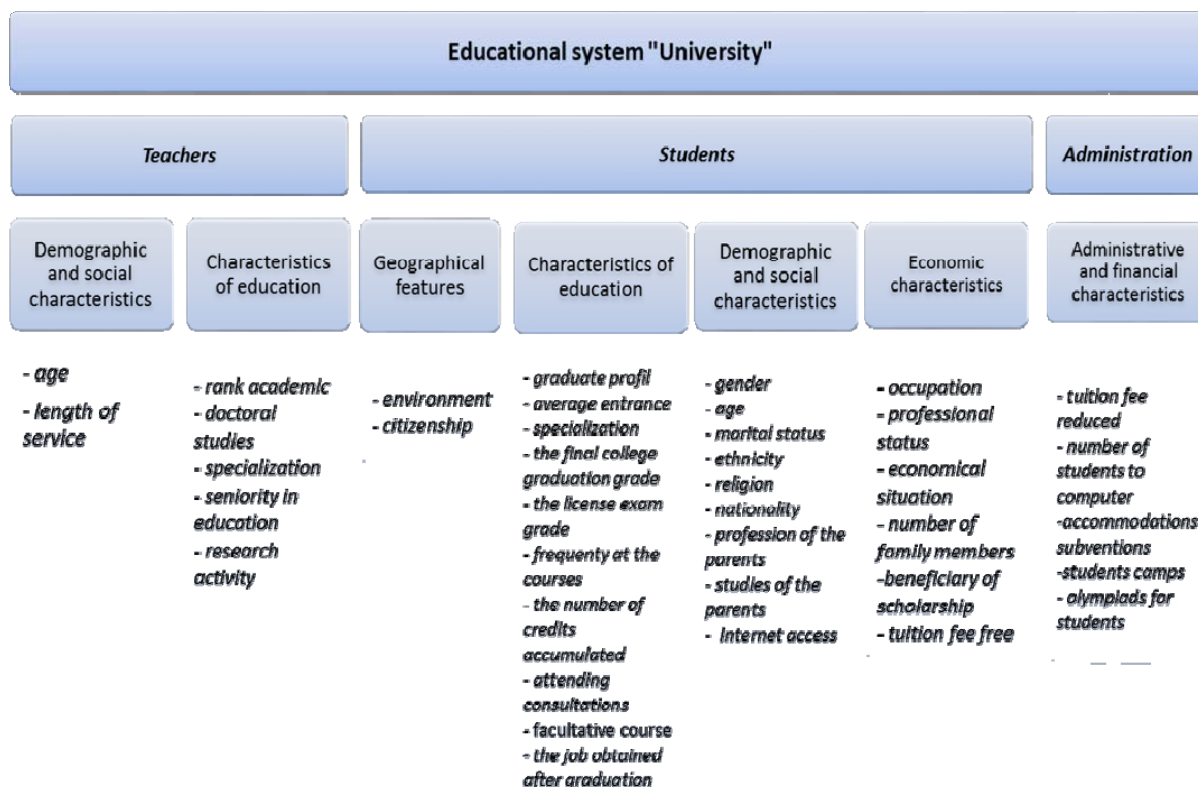 Educational system "University"
Teachers
Students
Administration
Demographic
and social
characteristics
Characteristics
of education
Geographical
features
Characteristics of
education
Demographic
and social
characteristics
Economic
characteristics
Administrative
and financial
characteristics
- age
- length of
service
- rank academic
- doctoral
studies
- specialization
- seniority in
education
- research
activity
- environment
- citizenship
- graduate profil
- average entrance
- specialization
- the final college
graduation grade
- the license exam
grade
- frequenty at the
courses
- the number of
credits
accumulated
- attending
consultations
- facultative course
- the job obtained
after graduation
- gender
- age
- marital status
- ethnicity
- religion
- nationality
- profession of the
parents
- studies of the
parents
- Internet access
- occupation
- professional
status
- economical
situation
- number of
family members
-beneficiary of
scholarship
- tuition fee free
- tuition fee
reduced
- number of
students to
computer
-accommodations
subventions
-students camps
- olympiads for
students